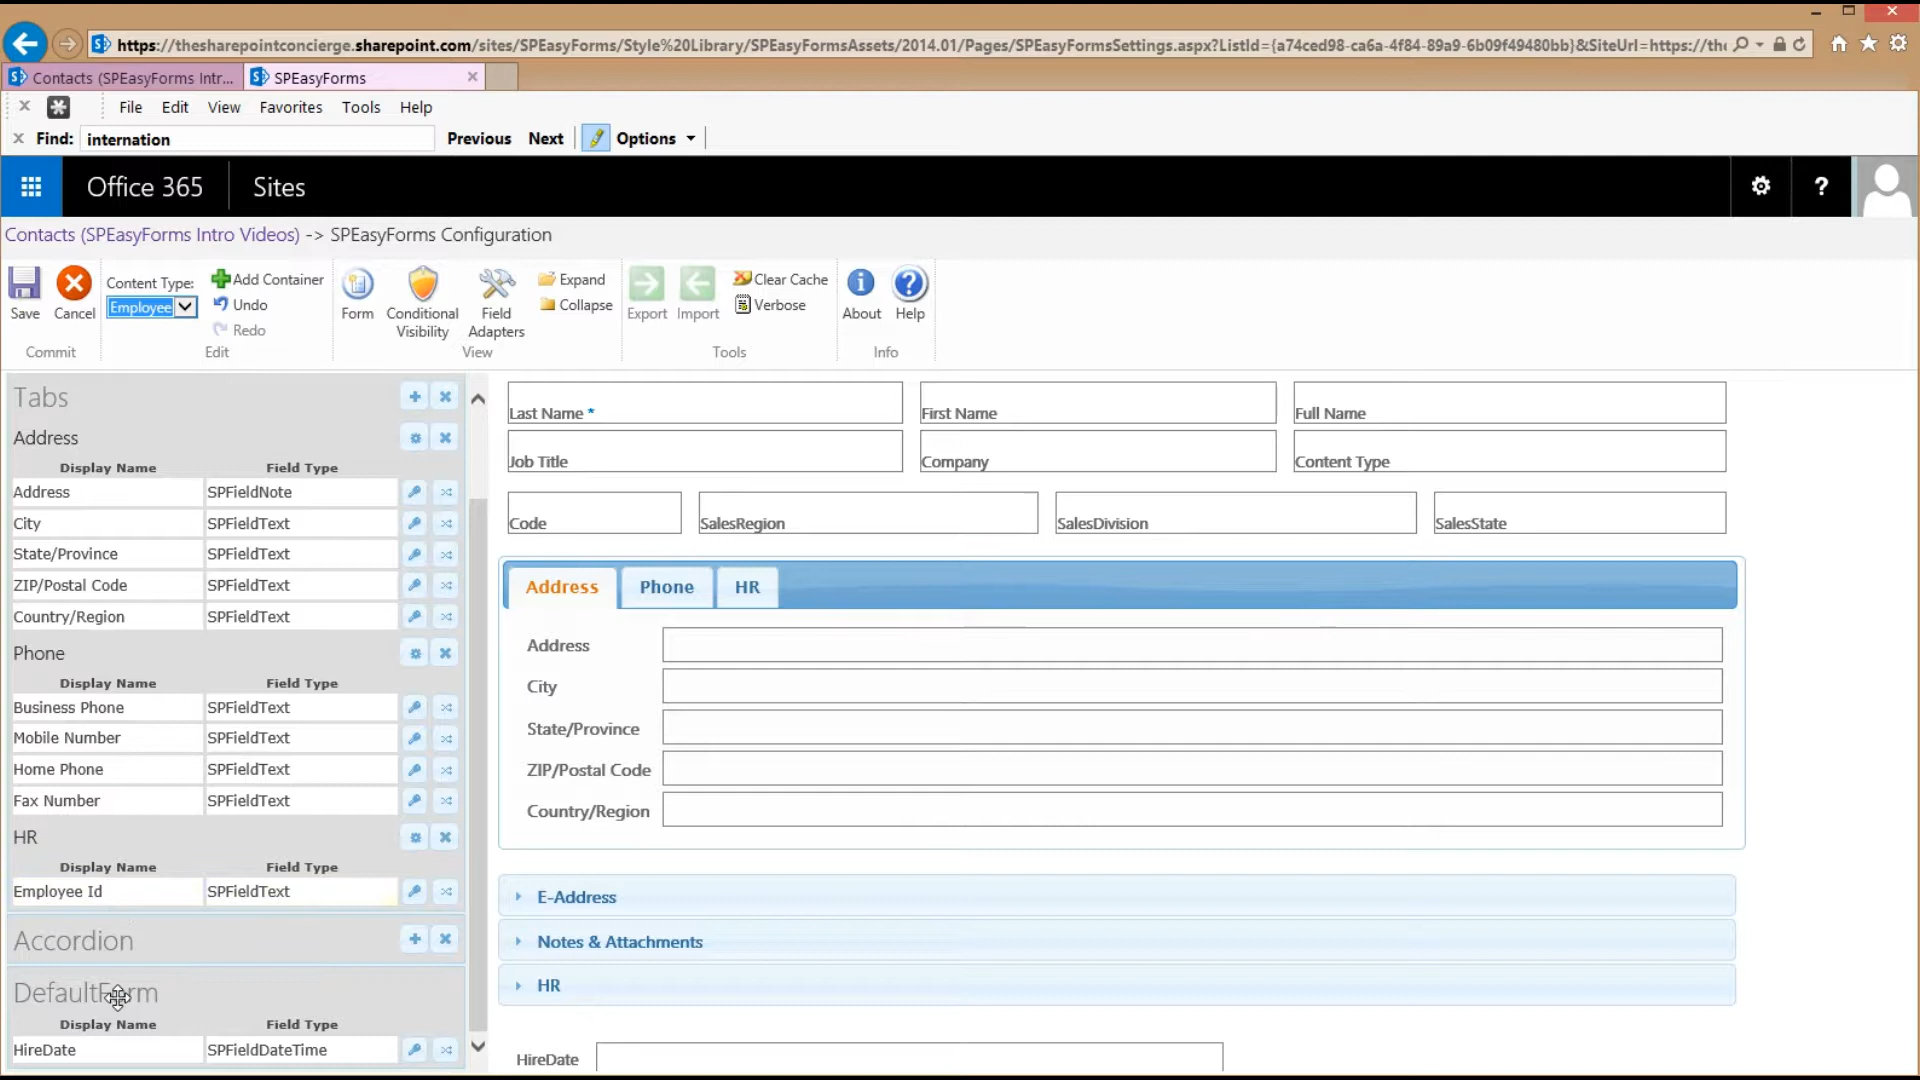 https://thesharepointconcierge.sharepoint.com/sites/SPEasyForms/Style%20Library/SPEasyFormsAssets/2014.01/Pages/SPEasyFormsSettings.aspx?ListId={a74ced98-ca6a-4f84-89a9-6b09f49480bb}&SiteUrl=https://the
Contacts (SPEasyForms Intr...
SPEasyForms
File Edit View Favorites Tools Help
Find: internation Previous Next Options
Office 365 Sites
Contacts (SPEasyForms Intro Videos) -> SPEasyForms Configuration
Save
Cancel
Commit
Content Type:
Employee
Add Container
Undo
Redo
Edit
Form
Conditional
Visibility
Field
Adapters
Expand
Collapse
View
Export
Import
Clear Cache
Verbose
Tools
About
Help
Info
Tabs
Address
Display Name Field Type
Address SPFieldNote
City SPFieldText
State/Province SPFieldText
ZIP/Postal Code SPFieldText
Country/Region SPFieldText
Phone
Display Name Field Type
Business Phone SPFieldText
Mobile Number SPFieldText
Home Phone SPFieldText
Fax Number SPFieldText
HR
Display Name Field Type
Employee Id SPFieldText
Accordion
DefaultForm
Display Name Field Type
HireDate SPFieldDateTime
Last Name * First Name Full Name
Job Title Company Content Type
Code SalesRegion SalesDivision SalesState
Address Phone HR
Address
City
State/Province
ZIP/Postal Code
Country/Region
E-Address
Notes & Attachments
HR
HireDate